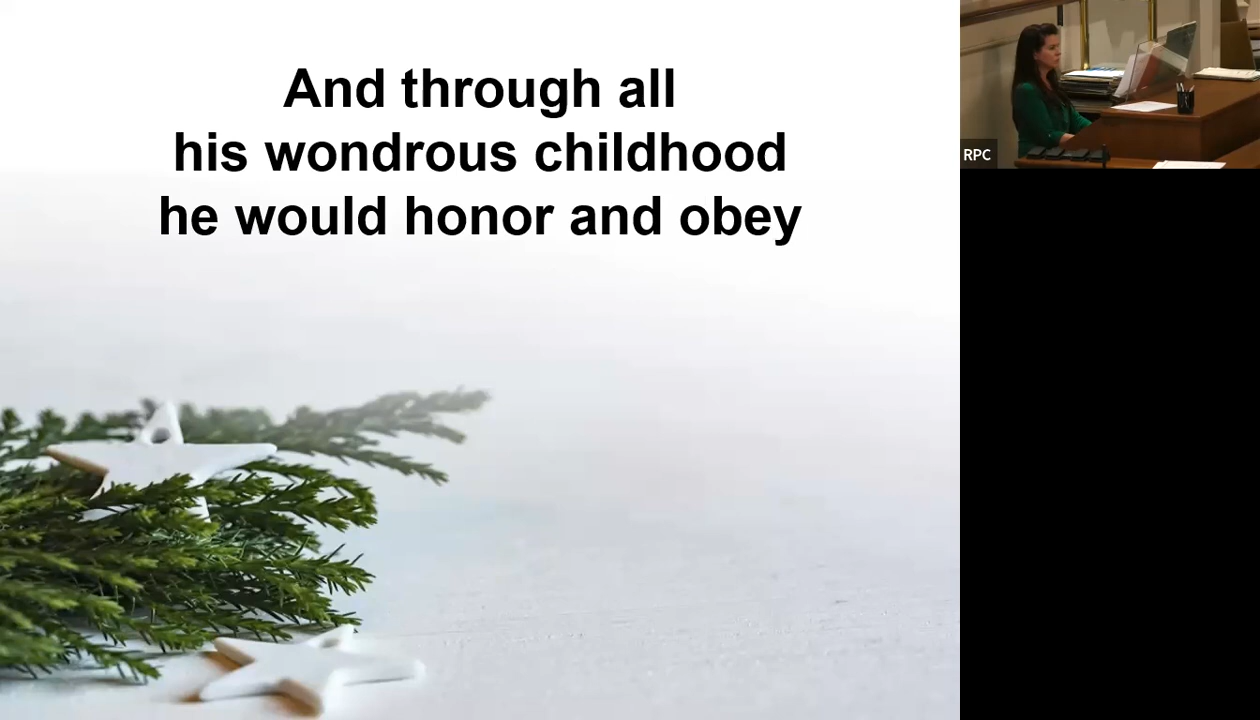 And through all
his wondrous childhood
he would honor and obey
RPC